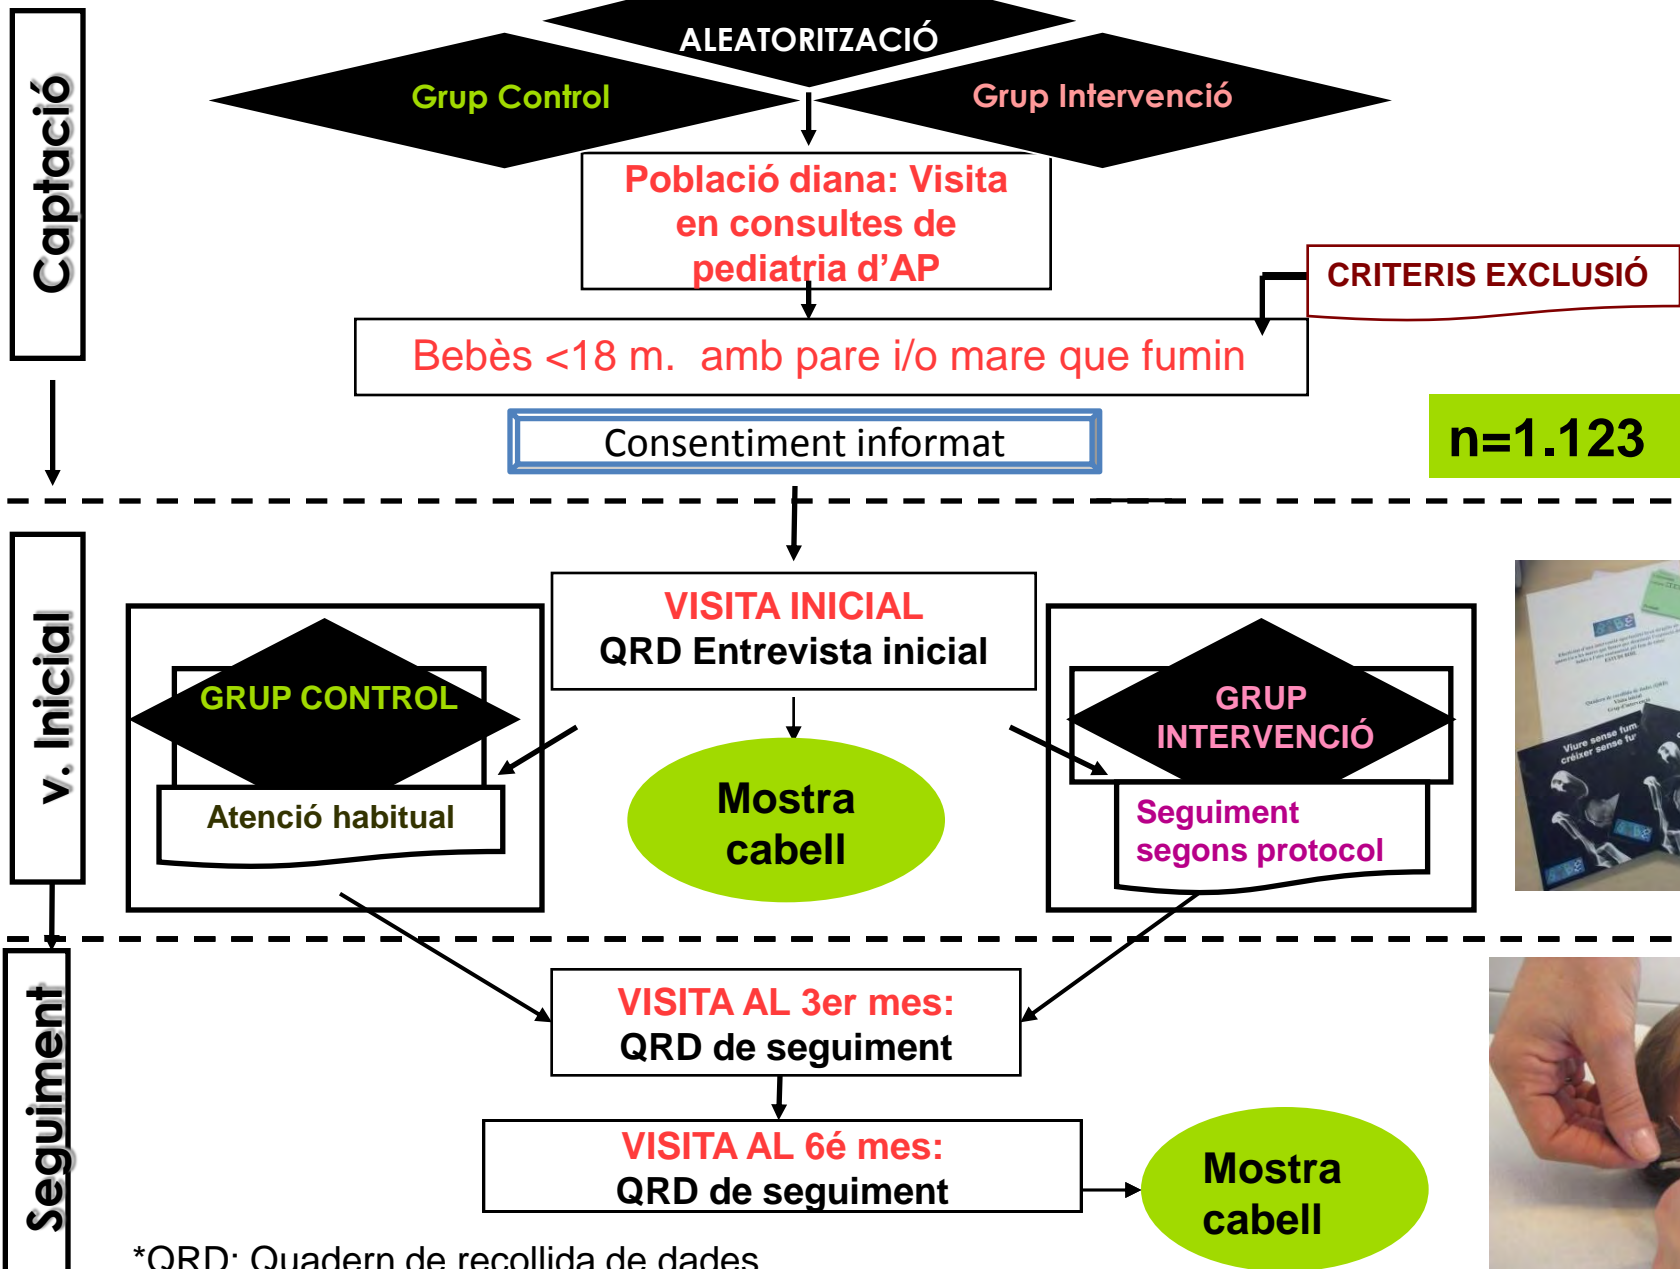 Captació
ALEATORITZACIÓ
Grup Control
Grup Intervenció
Població diana: Visita
en consultes de
pediatria d'AP
CRITERIS EXCLUSIÓ
Bebès <18 m. amb pare i/o mare que fumin
Consentiment informat
n=1.123
v. Inicial
VISITA INICIAL
QRD Entrevista inicial
GRUP CONTROL
Atenció habitual
Mostra
cabell
GRUP
INTERVENCIÓ
Seguiment
segons protocol
Viure sense fum
créixer sense fu
Seguiment
VISITA AL 3er mes:
QRD de seguiment
VISITA AL 6é mes:
QRD de seguiment
Mostra
cabell
*QRD: Quadern de recollida de dades